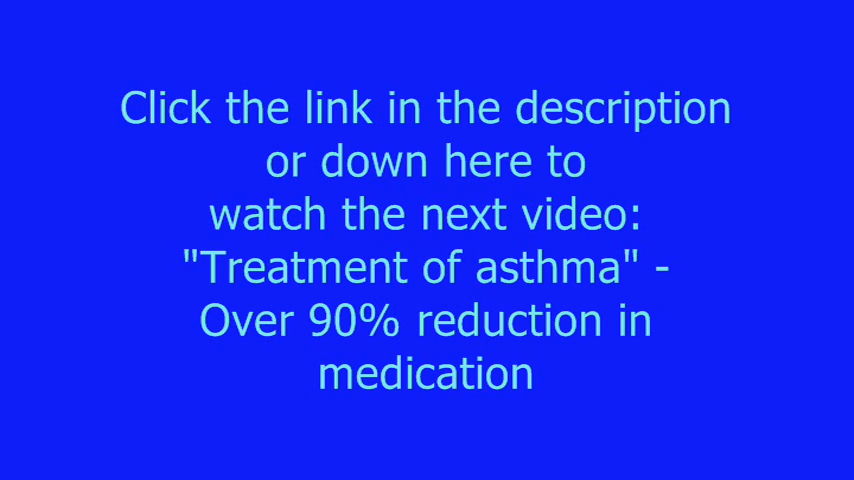 Click the link in the description
or down here to
watch the next video:
"Treatment of asthma" -
Over 90% reduction in
medication